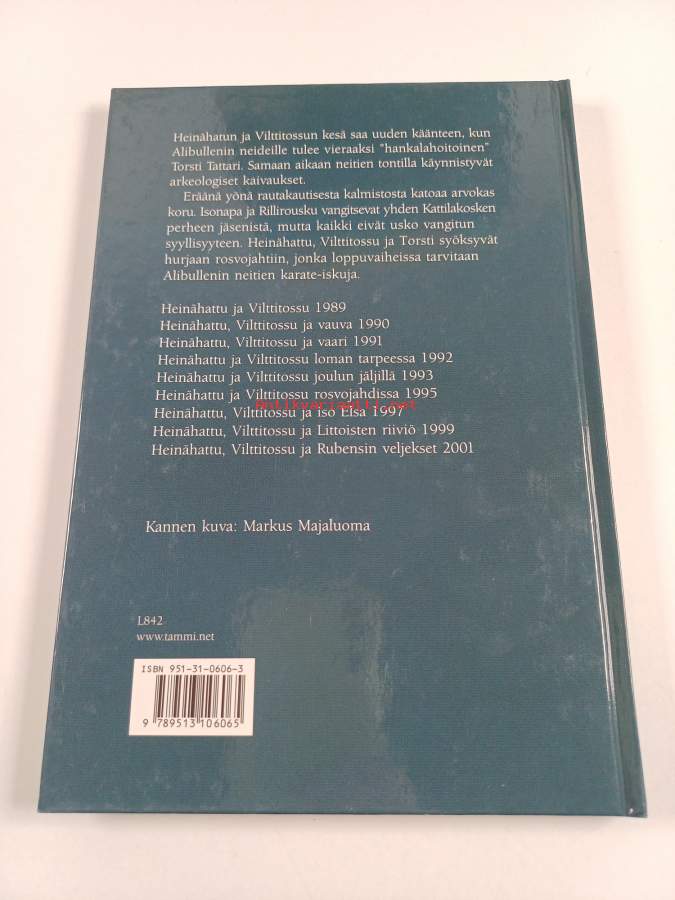 Heinähatun ja Vilttitossun kesä saa uuden käänteen, kun
Alibullenin neideille tulee vieraaksi "hankalahoitoinen"
Torsti Tattari. Samaan aikaan neitien tontilla käynnistyvät
arkeologiset kaivaukset.
Eräänä yönä rautakautisesta kalmistosta katoaa arvokas
koru. Isonapa ja Rillirousku vangitsevat yhden Kattilakosken
perheen jäsenistä, mutta kaikki eivät usko vangitun
syyllisyyteen. Heinähattu, Vilttitossu ja Torsti syöksyvät
hurjaan rosvojahtiin, jonka loppuvaiheissa tarvitaan
Alibullenin neitien karate-iskuja.
Heinähattu ja Vilttitossu 1989
Heinähattu, Vilttitossu ja vauva 1990
Heinähattu, Vilttitossu ja vaari 1991
Heinähattu ja Vilttitossu loman tarpeessa 1992
Heinähattu ja Vilttitossu joulun jäljillä 1993
Heinähattu ja Vilttitossu rosvojahdissa 1995
Antikvariaatti.net
Heinähattu, Vilttitossu ja iso Elsa 1997
Heinähattu, Vilttitossu ja Littoisten riiviö 1999
Heinähattu, Vilttitossu ja Rubensin veljekset 2001
Kannen kuva: Markus Majaluoma
L842
www.tammi.net
ISBN 951-31-0606-3
9 789513 106065